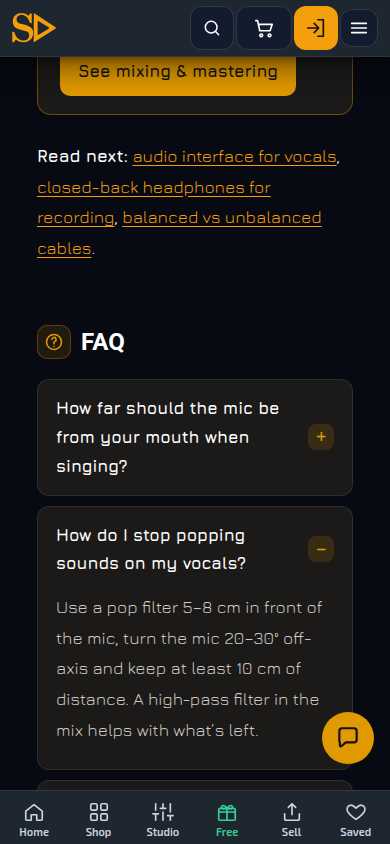 S
See mixing & mastering
Read next: audio interface for vocals,
closed-back headphones for
recording, balanced vs unbalanced
cables.
FAQ
How far should the mic be
from your mouth when
singing?
How do I stop popping
sounds on my vocals?
Use a pop filter 5–8 cm in front of
the mic, turn the mic 20–30° off-
axis and keep at least 10 cm of
distance. A high-pass filter in the
mix helps with what's left.
Home Shop Studio Free Sell Saved